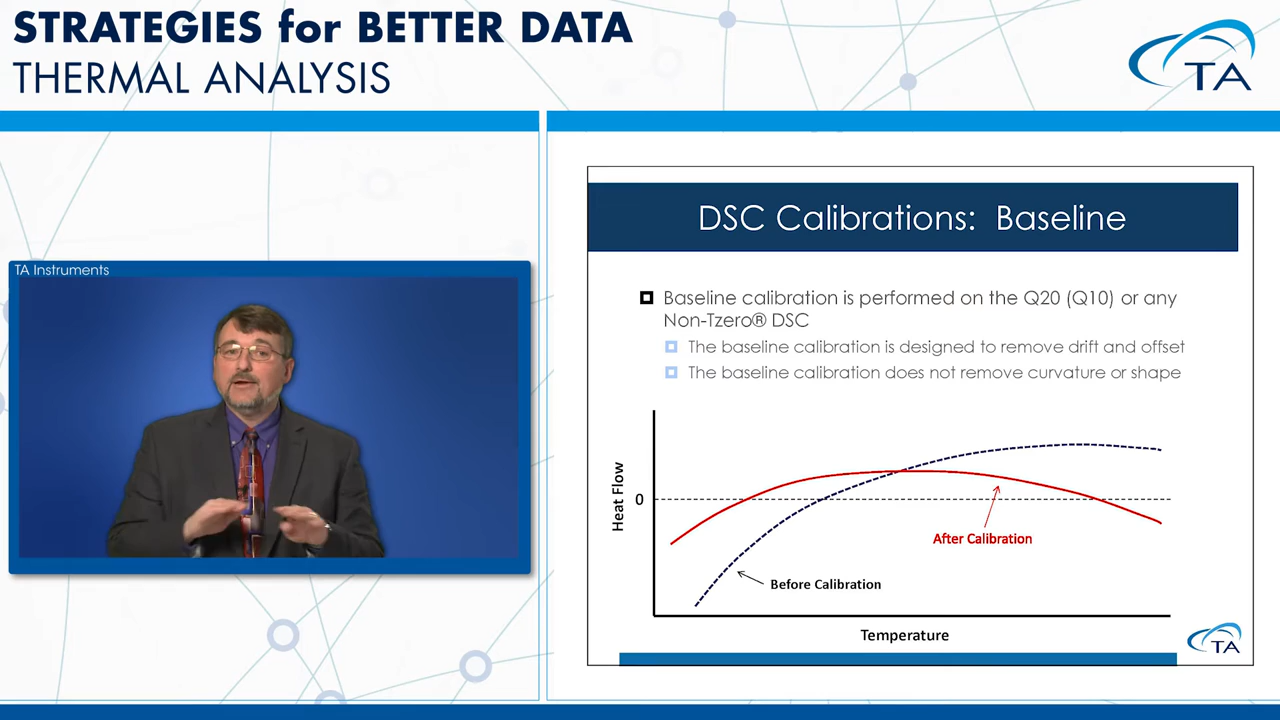 STRATEGIES for BETTER DATA
THERMAL ANALYSIS
TA
TA Instruments
DSC Calibrations: Baseline
Baseline calibration is performed on the Q20 (Q10) or any
Non-Tzero® DSC
The baseline calibration is designed to remove drift and offset
The baseline calibration does not remove curvature or shape
Heat Flow
0
After Calibration
Before Calibration
Temperature
TA